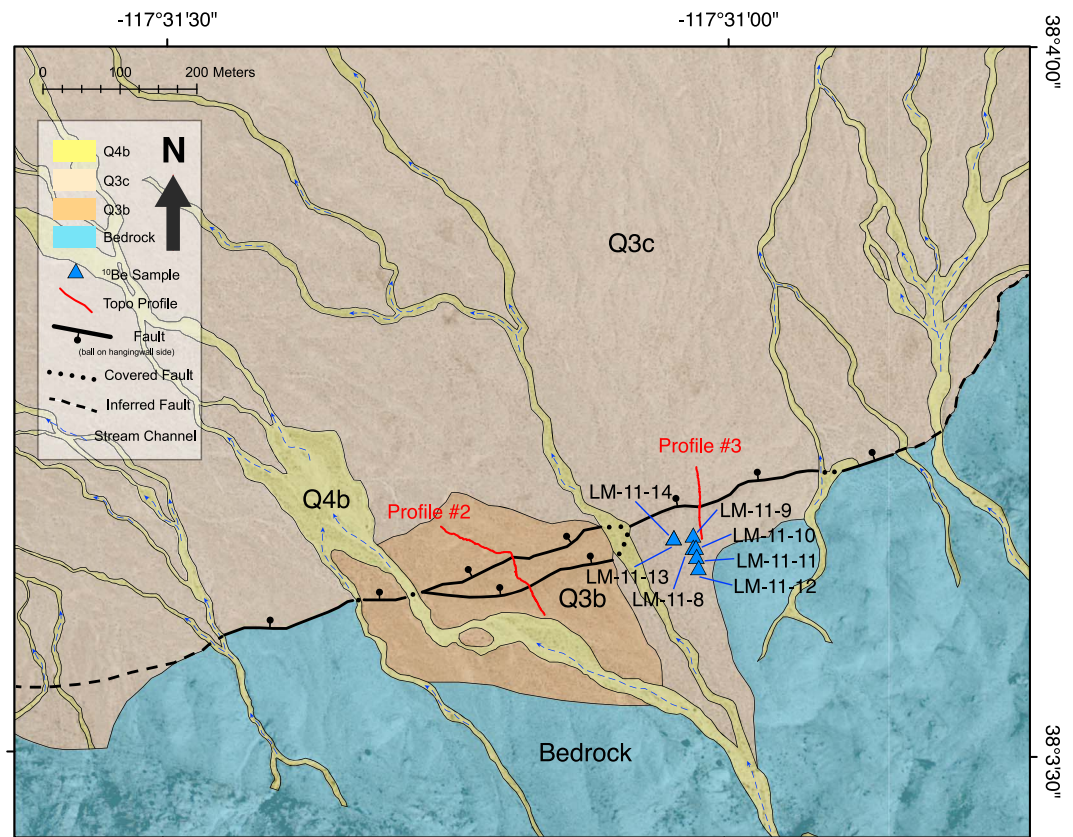 -117°31'30"
-117°31'00"
38°4'00"
0 100 200 Meters
Q4b
N
Q3c
Q3b
Bedrock
¹⁰Be Sample
Topo Profile
Fault
(ball on hangingwall side)
Covered Fault
Inferred Fault
Stream Channel
Q3c
Profile #3
LM-11-14
LM-11-9
Q4b
Profile #2
LM-11-10
LM-11-11
LM-11-13
LM-11-12
Q3b
LM-11-8
Bedrock
38°3'30"